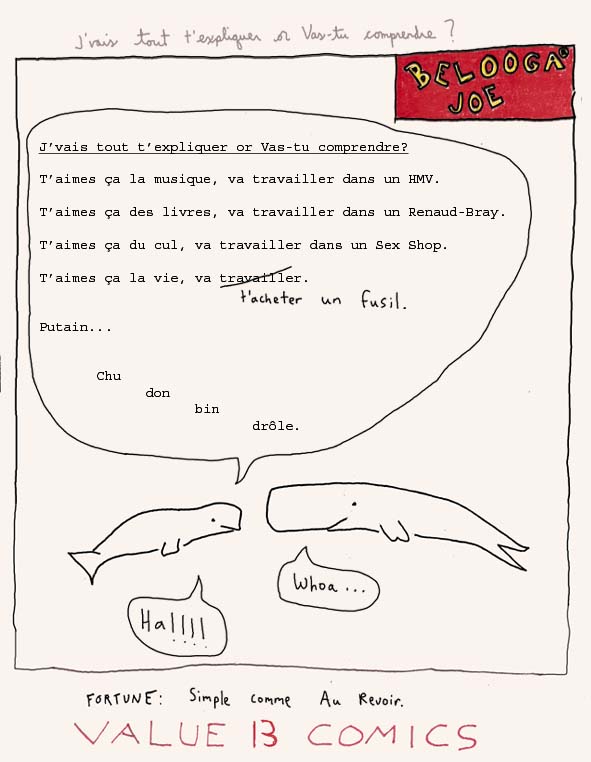 J'vais tout t'expliquer or Vas-tu comprendre?
BELOOGA®
JOE
J'vais tout t'expliquer or Vas-tu comprendre?
T'aimes ça la musique, va travailler dans un HMV.
T'aimes ça des livres, va travailler dans un Renaud-Bray.
T'aimes ça du cul, va travailler dans un Sex Shop.
T'aimes ça la vie, va travailler.
t'acheter un fusil.
Putain...
Chu
don
bin
drôle.
Whoa...
Ha!!!!
FORTUNE: Simple comme Au Revoir.
VALUE 13 COMICS